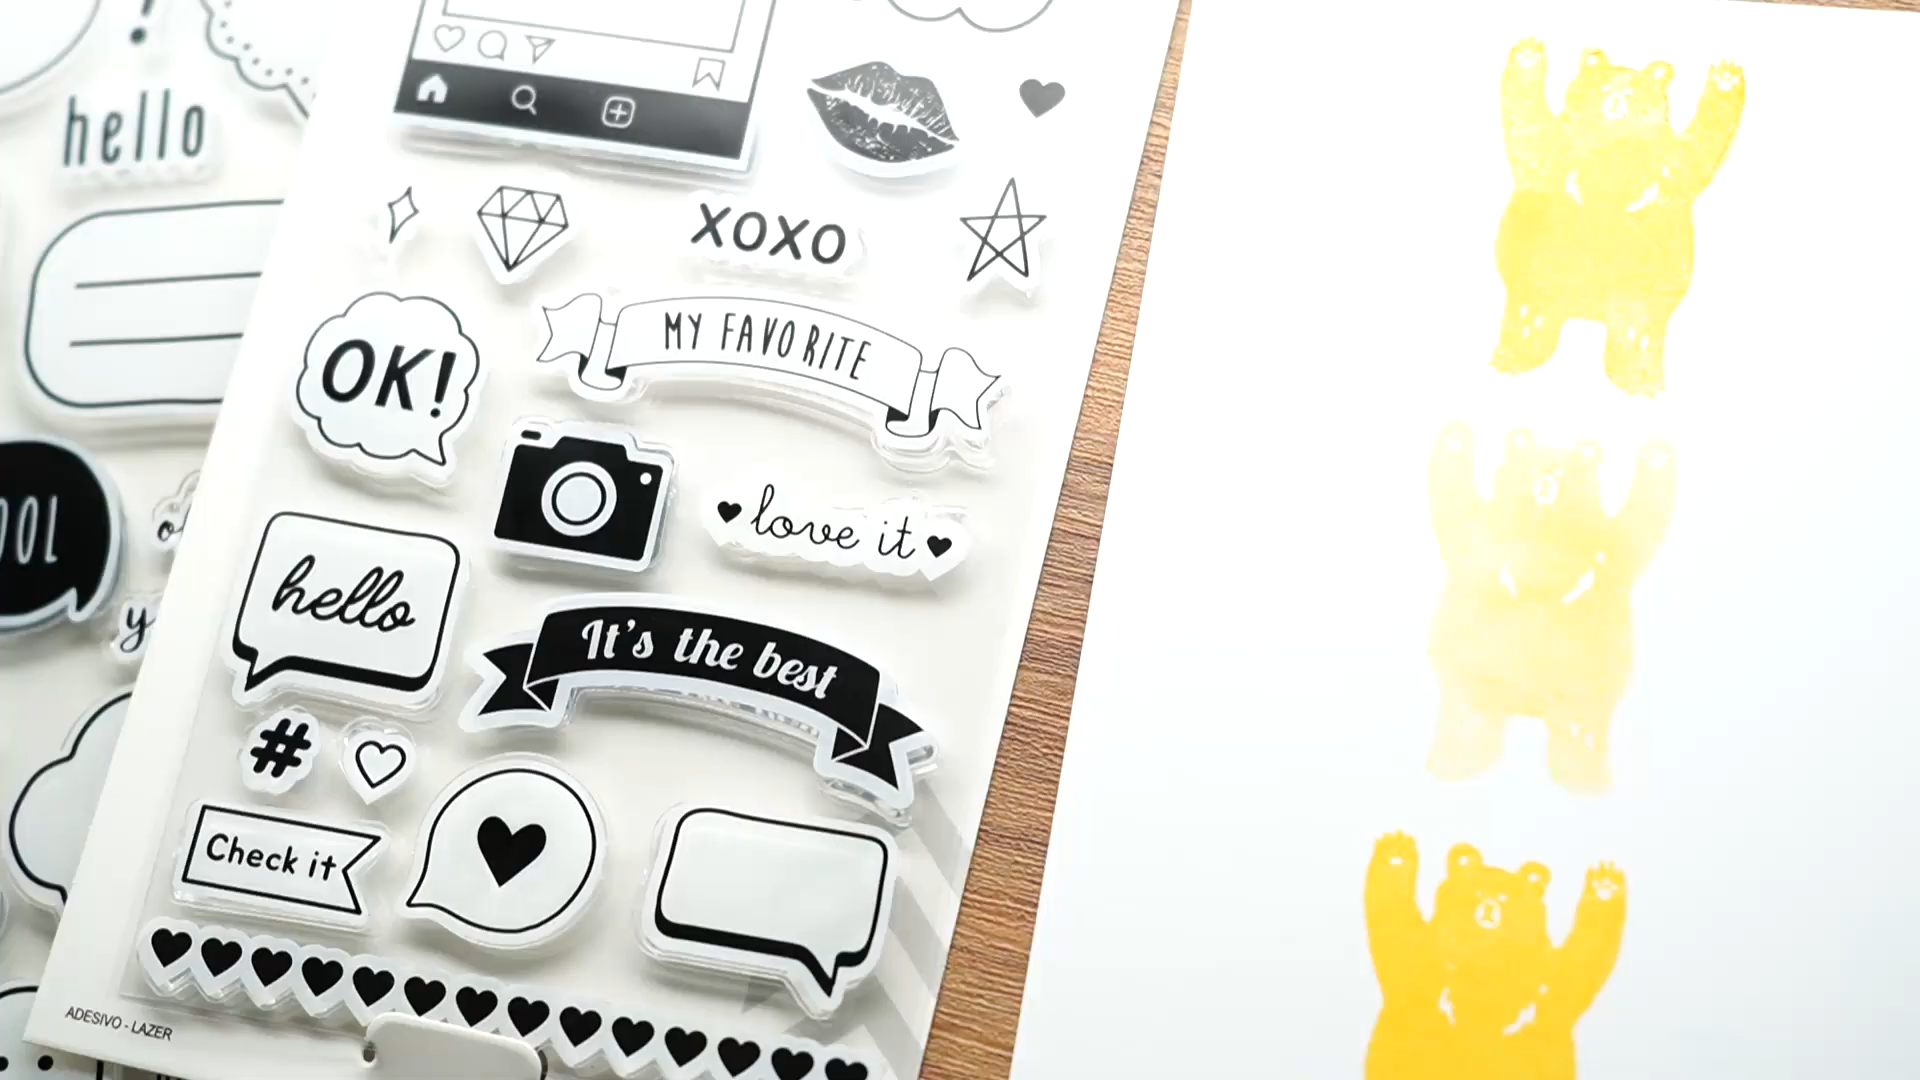 hello
XOXO
MY FAVORITE
OK!
love it
hello
It's the best
#
Check it
ADESIVO - LAZER